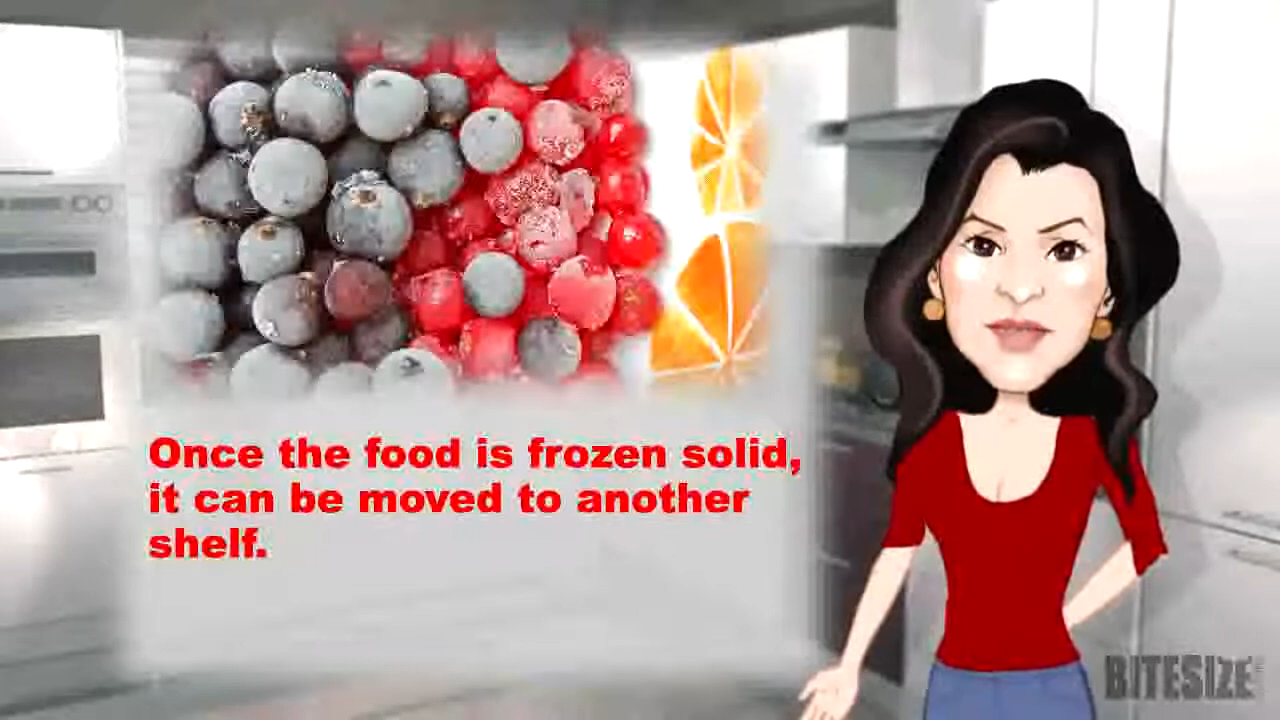 Once the food is frozen solid,
it can be moved to another
shelf.
BITESIZE